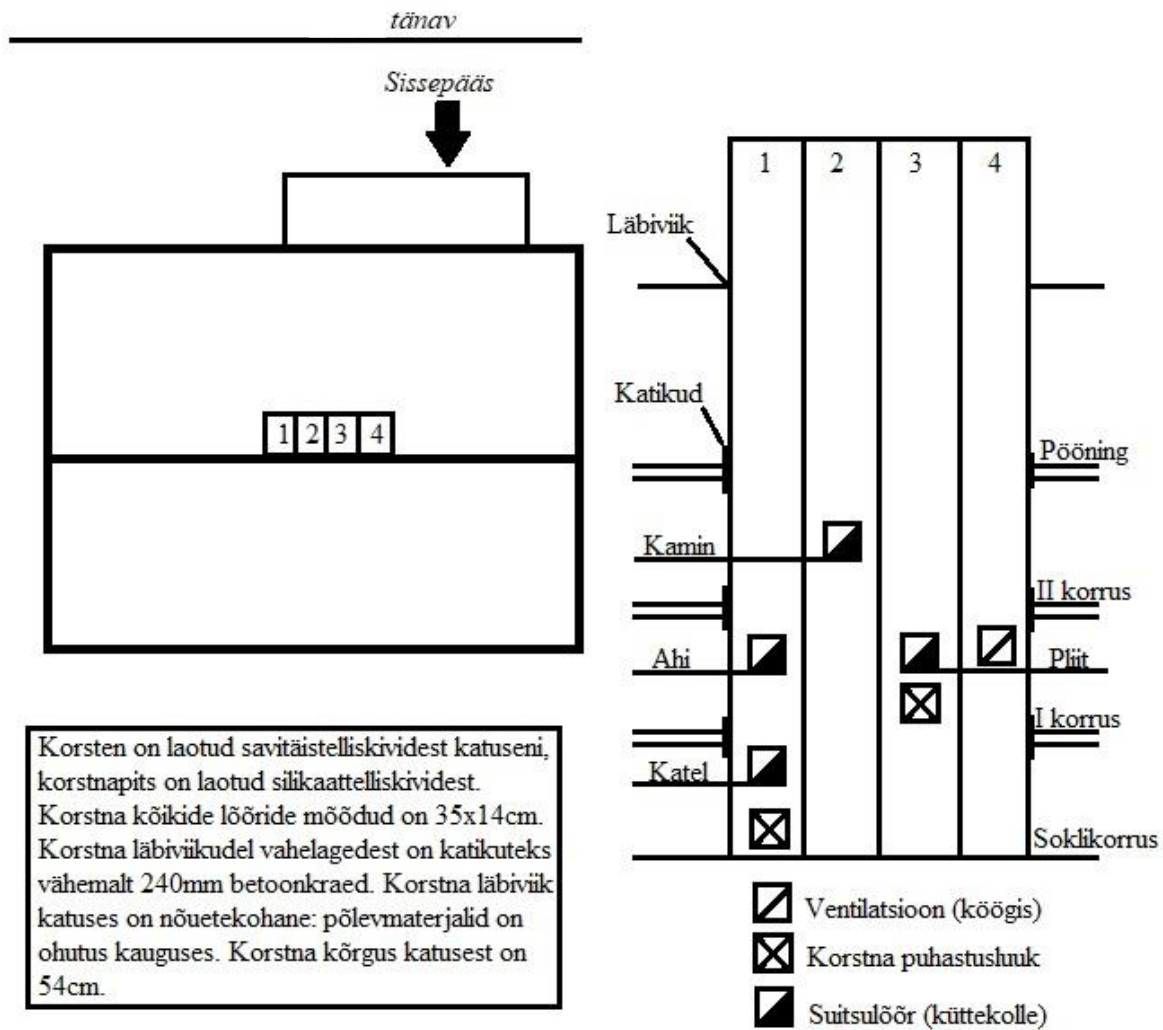 tänav
Sissepääs
1 2 3 4
1 2 3 4
Läbiviik
Katikud
Pööning
Kamin
II korrus
Ahi
Pliit
I korrus
Katel
Soklikorrus
Korsten on laotud savitäistelliskividest katuseni,
korstnapits on laotud silikaattelliskividest.
Korstna kõikide lõõride mõõdud on 35x14cm.
Korstna läbiviikudel vahelagedest on katikuteks
vähemalt 240mm betoonkraed. Korstna läbiviik
katuses on nõuetekohane: põlevmaterjalid on
ohutus kauguses. Korstna kõrgus katusest on
54cm.
Ventilatsioon (köögis)
Korstna puhastusluuk
Suitsulõõr (küttekolle)